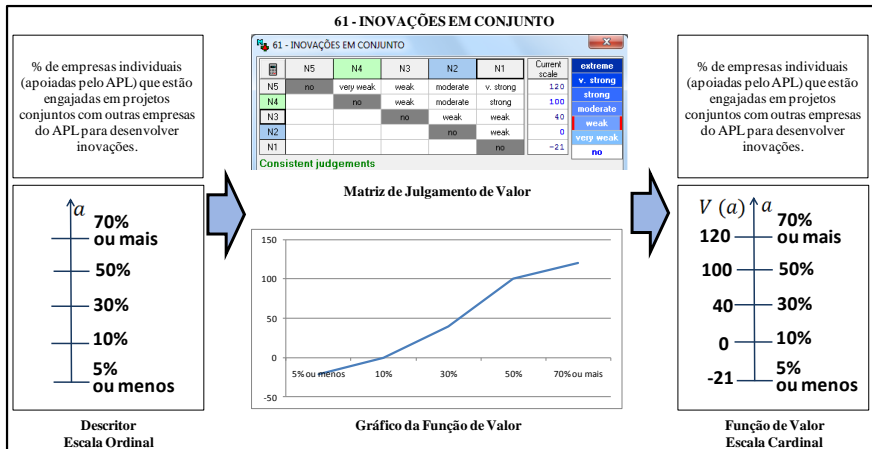 61 - INOVAÇÕES EM CONJUNTO
% de empresas individuais
(apoiadas pelo APL) que estão
engajadas em projetos
conjuntos com outras empresas
do APL para desenvolver
inovações.
a
70%
ou mais
50%
30%
10%
5%
ou menos
Descritor
Escala Ordinal
61 - INOVAÇÕES EM CONJUNTO
N5 N4 N3 N2 N1 Current scale
N5 no very weak weak moderate v. strong 120
N4 no weak moderate strong 100
N3 no weak weak 40
N2 no weak 0
N1 no -21
extreme
v. strong
strong
moderate
weak
very weak
no
Consistent judgements
Matriz de Julgamento de Valor
150
100
50
0
-50
5% ou menos 10% 30% 50% 70% ou mais
Gráfico da Função de Valor
% de empresas individuais
(apoiadas pelo APL) que estão
engajadas em projetos
conjuntos com outras empresas
do APL para desenvolver
inovações.
V (a) a
70%
120 ou mais
100 50%
40 30%
0 10%
5%
-21 ou menos
Função de Valor
Escala Cardinal